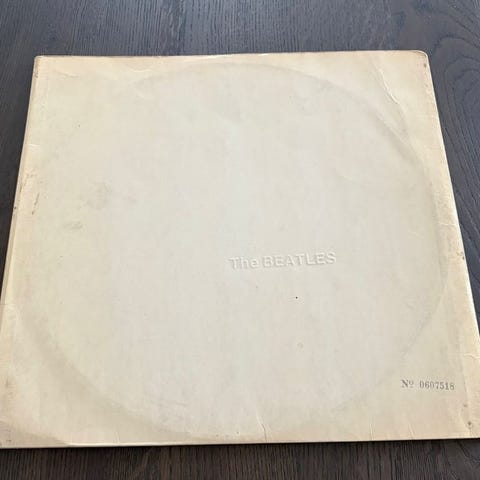 The BEATLES
Nº 0607518